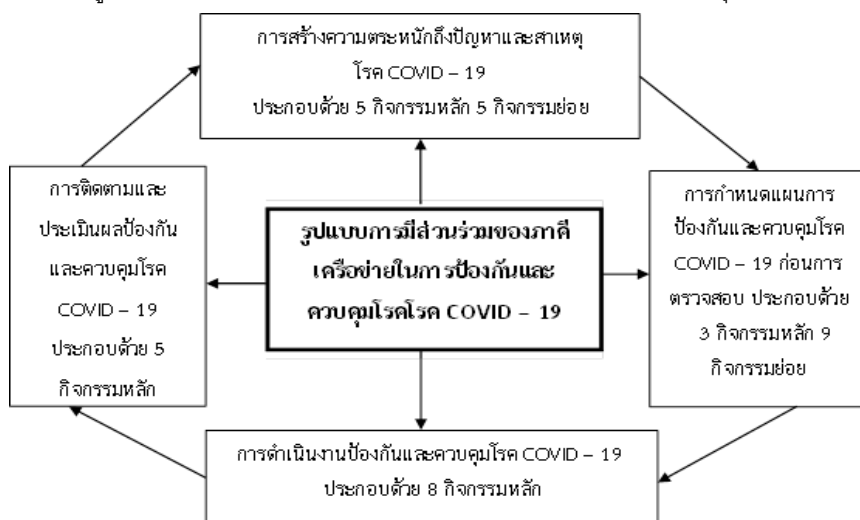 การสร้างความตระหนักถึงปัญหาและสาเหตุ
โรค COVID – 19
ประกอบด้วย 5 กิจกรรมหลัก 5 กิจกรรมย่อย
การติดตามและ
ประเมินผลป้องกัน
และควบคุมโรค
COVID – 19
ประกอบด้วย 5
กิจกรรมหลัก
รูปแบบการมีส่วนร่วมของภาคี
เครือข่ายในการป้องกันและ
ควบคุมโรคโรค COVID – 19
การกำหนดแผนการ
ป้องกันและควบคุมโรค
COVID – 19 ก่อนการ
ตรวจสอบ ประกอบด้วย
3 กิจกรรมหลัก 9
กิจกรรมย่อย
การดำเนินงานป้องกันและควบคุมโรค COVID – 19
ประกอบด้วย 8 กิจกรรมหลัก